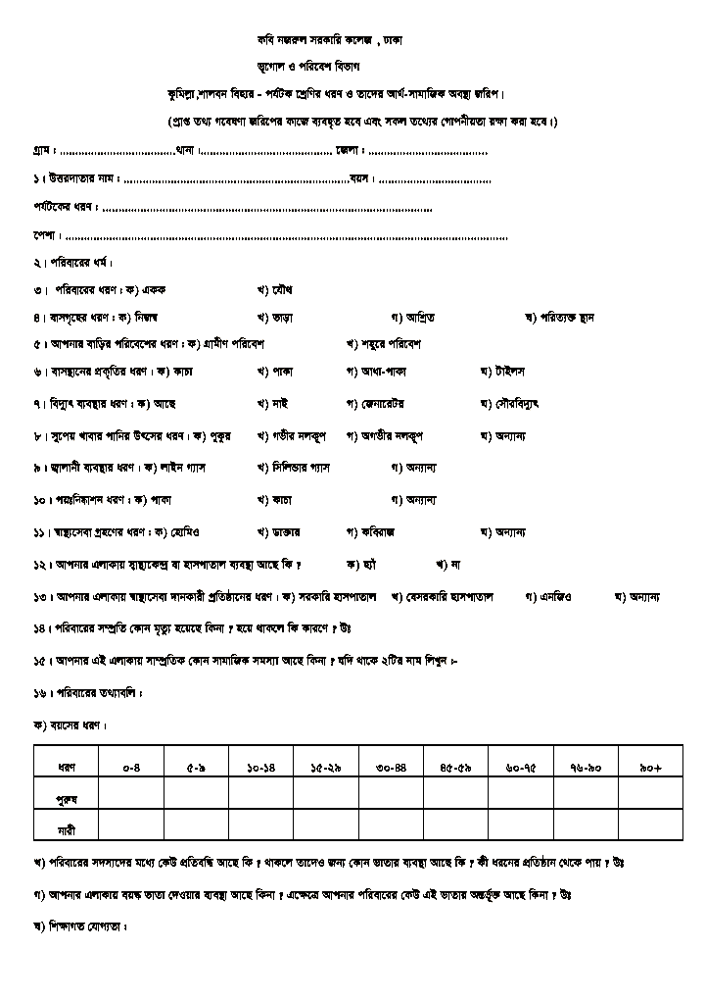 কবি নজরুল সরকারি কলেজ , ঢাকা
ভূগোল ও পরিবেশ বিভাগ
কুমিল্লা,শালবন বিহার – পর্যটক শ্রেণির ধরণ ও তাদের আর্থ-সামাজিক অবস্থা জরিপ।
(প্রাপ্ত তথ্য গবেষণা জরিপের কাজে ব্যবহৃত হবে এবং সকল তথ্যের গোপনীয়তা রক্ষা করা হবে।)
গ্রাম : .....................................থানা :.......................................... জেলা : ......................................
১। উত্তরদাতার নাম : ........................................................................বয়স : ....................................
পর্যটকের ধরণ : .........................................................................................................
পেশা : .............................................................................................................................................
২। পরিবারের ধর্ম :
৩। পরিবারের ধরণ : ক) একক খ) যৌথ
৪। বাসগৃহের ধরণ : ক) নিজস্ব খ) ভাড়া গ) আশ্রিত ঘ) পরিত্যক্ত স্থান
৫। আপনার বাড়ির পরিবেশের ধরণ : ক) গ্রামীণ পরিবেশ খ) শহুরে পরিবেশ
৬। বাসস্থানের প্রকৃতির ধরণ : ক) কাচা খ) পাকা গ) আধা-পাকা ঘ) টাইলস
৭। বিদ্যুৎ ব্যবস্থার ধরণ : ক) আছে খ) নাই গ) জেনারেটর ঘ) সৌরবিদ্যুৎ
৮। সুপেয় খাবার পানির উৎসের ধরণ : ক) পুকুর খ) গভীর নলকূপ গ) অগভীর নলকূপ ঘ) অন্যান্য
৯। জ্বালানী ব্যবস্থার ধরণ : ক) লাইন গ্যাস খ) সিলিন্ডার গ্যাস গ) অন্যান্য
১০। পয়ঃনিষ্কাশন ধরণ : ক) পাকা খ) কাচা গ) অন্যান্য
১১। স্বাস্থ্যসেবা গ্রহণের ধরণ : ক) হোমিও খ) ডাক্তার গ) কবিরাজ ঘ) অন্যান্য
১২। আপনার এলাকায় স্বাস্থ্যকেন্দ্র বা হাসপাতাল ব্যবস্থা আছে কি ? ক) হ্যাঁ খ) না
১৩। আপনার এলাকায় স্বাস্থ্যসেবা দানকারী প্রতিষ্ঠানের ধরণ : ক) সরকারি হাসপাতাল খ) বেসরকারি হাসপাতাল গ) এনজিও ঘ) অন্যান্য
১৪। পরিবারের সম্প্রতি কোন মৃত্যু হয়েছে কিনা ? হয়ে থাকলে কি কারণে ? উঃ
১৫। আপনার এই এলাকায় সাম্প্রতিক কোন সামাজিক সমস্যা আছে কিনা ? যদি থাকে ২টির নাম লিখুন :-
১৬। পরিবারের তথ্যাবলি :
ক) বয়সের ধরণ :
ধরণ ০-৪ ৫-৯ ১০-১৪ ১৫-২৯ ৩০-৪৪ ৪৫-৫৯ ৬০-৭৫ ৭৬-৯০ ৯০+
পুরুষ
নারী
খ) পরিবারের সদস্যদের মধ্যে কেউ প্রতিবন্ধি আছে কি ? থাকলে তাদেও জন্য কোন ভাতার ব্যবস্থা আছে কি ? কী ধরনের প্রতিষ্ঠান থেকে পায় ? উঃ
গ) আপনার এলাকায় বয়স্ক ভাতা দেওয়ার ব্যবস্থা আছে কিনা ? এক্ষেত্রে আপনার পরিবারের কেউ এই ভাতার অন্তর্ভূক্ত আছে কিনা ? উঃ
ঘ) শিক্ষাগত যোগ্যতা :